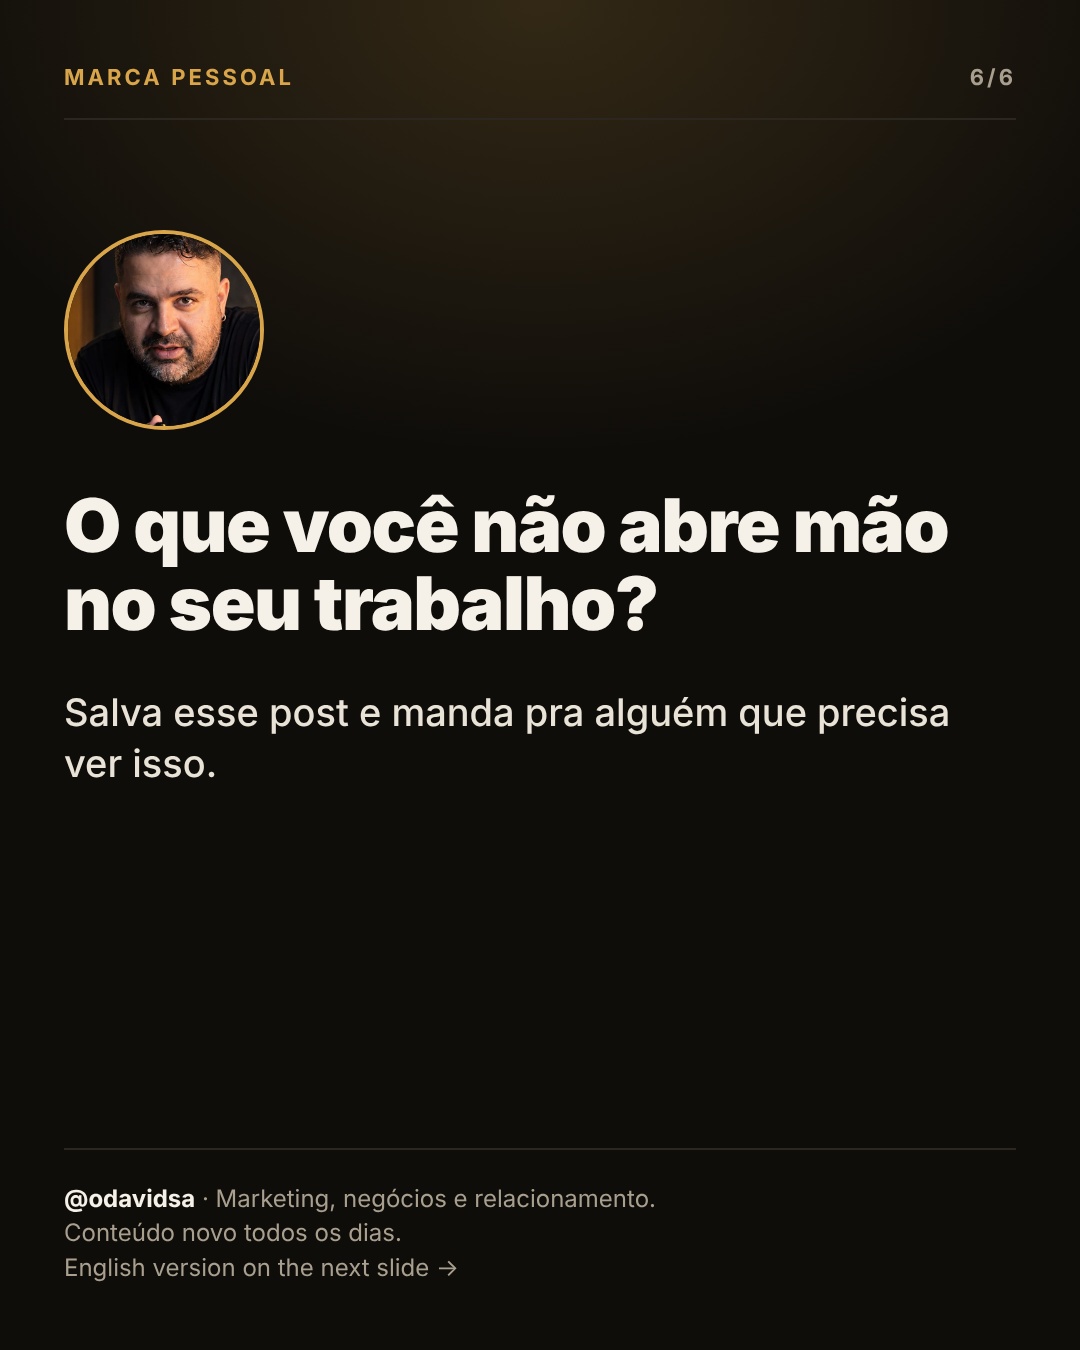 MARCA PESSOAL
6/6
O que você não abre mão
no seu trabalho?
Salva esse post e manda pra alguém que precisa
ver isso.
@odavidsa · Marketing, negócios e relacionamento.
Conteúdo novo todos os dias.
English version on the next slide →